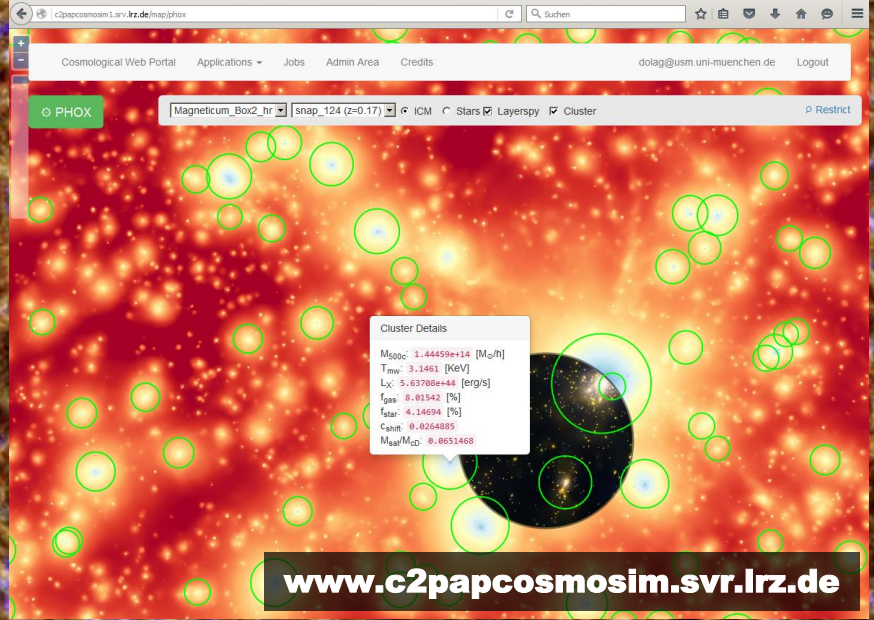 c2papcosmosim1.srv.lrz.de/map/phox
Suchen
+
−
Cosmological Web Portal Applications Jobs Admin Area Credits dolag@usm.uni-muenchen.de Logout
PHOX
Magneticum_Box2_hr snap_124 (z=0.17) ICM Stars Layerspy Cluster Restrict
Cluster Details
M500c: 1.44459e+14 [M⊙/h]
Tmw: 3.1461 [KeV]
LX: 5.63708e+44 [erg/s]
fgas: 8.01542 [%]
fstar: 4.14694 [%]
cshift: 0.0264885
Msat/McD: 0.0651468
www.c2papcosmosim.svr.lrz.de